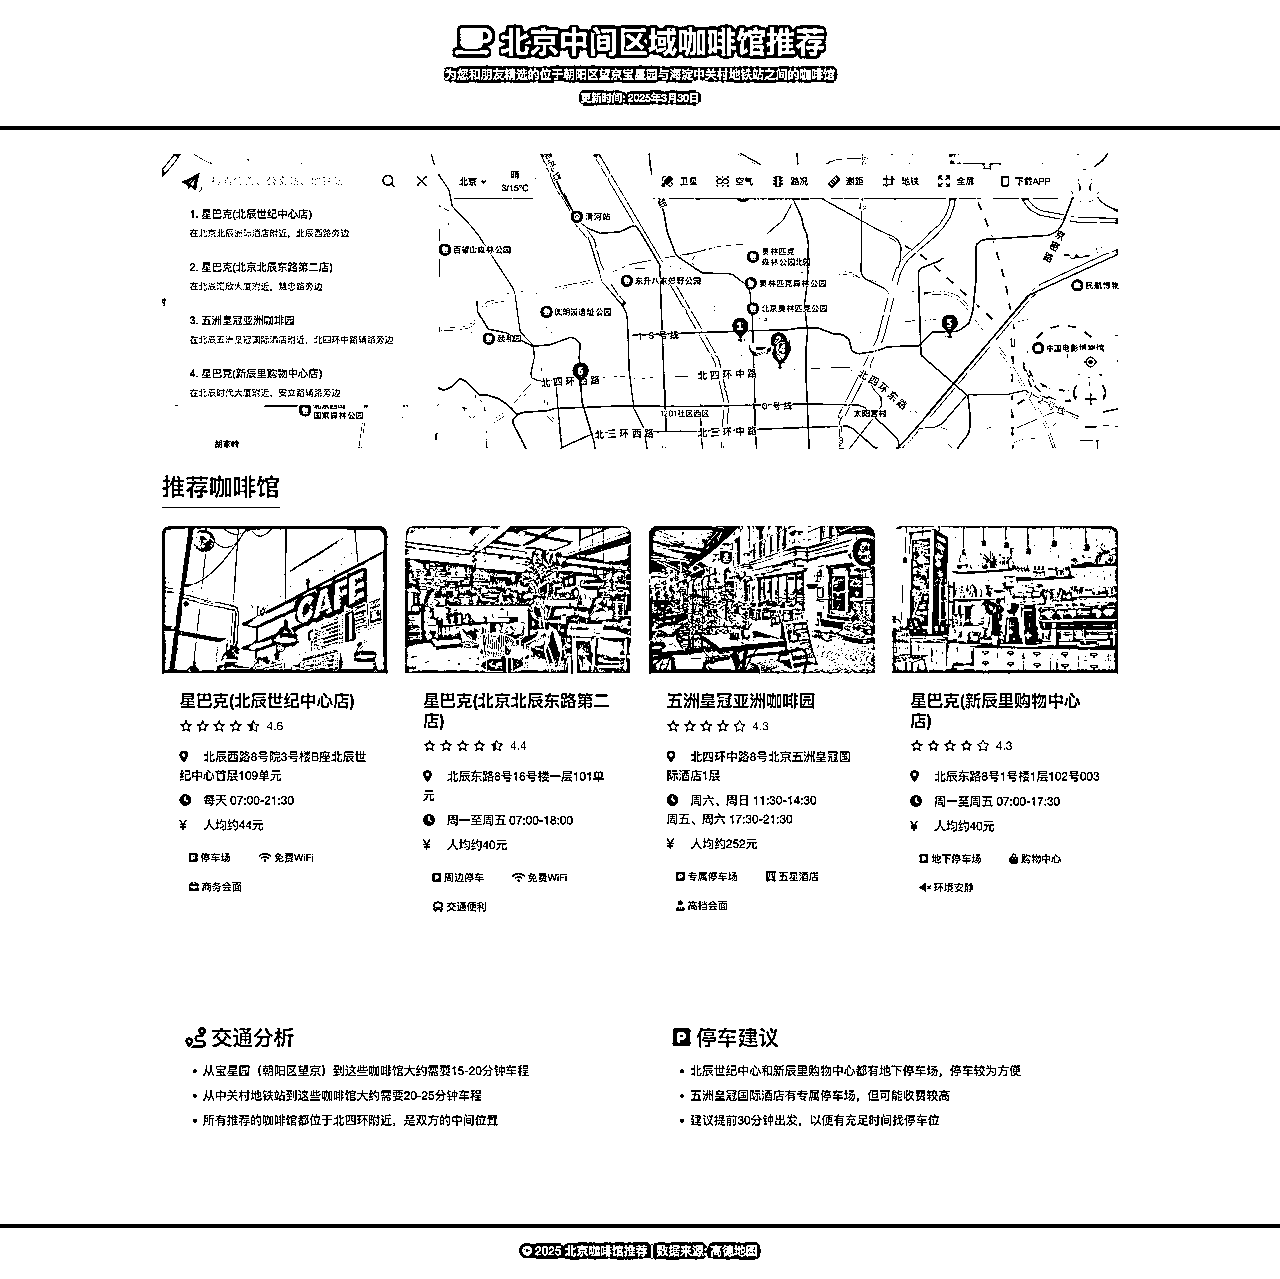 北京中间区域咖啡馆推荐
为您和朋友精选的位于朝阳区望京宝星园与海淀中关村地铁站之间的咖啡馆
更新时间: 2025年3月30日
北京
晴
3/15℃
卫星
空气
路况
测距
地铁
全屏
下载APP
1. 星巴克(北辰世纪中心店)
在北京北辰洲际酒店附近, 北辰西路旁边
2. 星巴克(北京北辰东路第二店)
在北辰汇欣大厦附近, 慧忠路旁边
3. 五洲皇冠亚洲咖啡园
在北辰五洲皇冠国际酒店附近, 北四环中路辅路旁边
4. 星巴克(新辰里购物中心店)
在北辰时代大厦附近, 安立路辅路旁边
国家森林公园
胡家岭
清河站
百望山森林公园
东升八家郊野公园
圆明园遗址公园
颐和园
奥林匹克
森林公园北园
奥林匹克森林公园
北京奥林匹克公园
民航博物
中国电影博物馆
京密路
15号线
北四环西路
北四环中路
北四环东路
10号线
1201社区西区
太阳宫村
北三环西路
北三环中路
1
2
4
5
6
推荐咖啡馆
CAFE
星巴克(北辰世纪中心店)
4.6
北辰西路8号院3号楼B座北辰世
纪中心首层109单元
每天 07:00-21:30
¥ 人均约44元
停车场
免费WiFi
商务会面
星巴克(北京北辰东路第二
店)
4.4
北辰东路8号16号楼一层101单
元
周一至周五 07:00-18:00
¥ 人均约40元
周边停车
免费WiFi
交通便利
五洲皇冠亚洲咖啡园
4.3
北四环中路8号北京五洲皇冠国
际酒店1层
周六、周日 11:30-14:30
周五、周六 17:30-21:30
¥ 人均约252元
专属停车场
五星酒店
高档会面
星巴克(新辰里购物中心
店)
4.3
北辰东路8号1号楼1层102号003
周一至周五 07:00-17:30
¥ 人均约40元
地下停车场
购物中心
环境安静
交通分析
• 从宝星园（朝阳区望京）到这些咖啡馆大约需要15-20分钟车程
• 从中关村地铁站到这些咖啡馆大约需要20-25分钟车程
• 所有推荐的咖啡馆都位于北四环附近，是双方的中间位置
停车建议
• 北辰世纪中心和新辰里购物中心都有地下停车场，停车较为方便
• 五洲皇冠国际酒店有专属停车场，但可能收费较高
• 建议提前30分钟出发，以便有充足时间找停车位
© 2025 北京咖啡馆推荐 | 数据来源: 高德地图